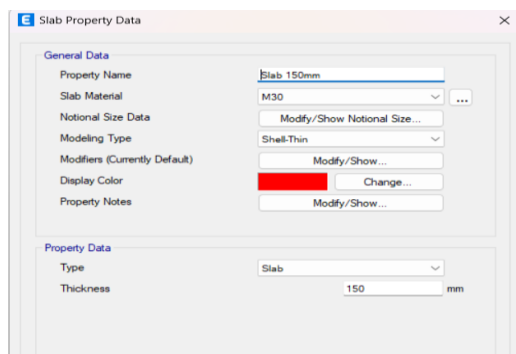 E Slab Property Data
General Data
Property Name Slab 150mm
Slab Material M30 ...
Notional Size Data Modify/Show Notional Size...
Modeling Type Shell-Thin
Modifiers (Currently Default) Modify/Show...
Display Color Change...
Property Notes Modify/Show...
Property Data
Type Slab
Thickness 150 mm